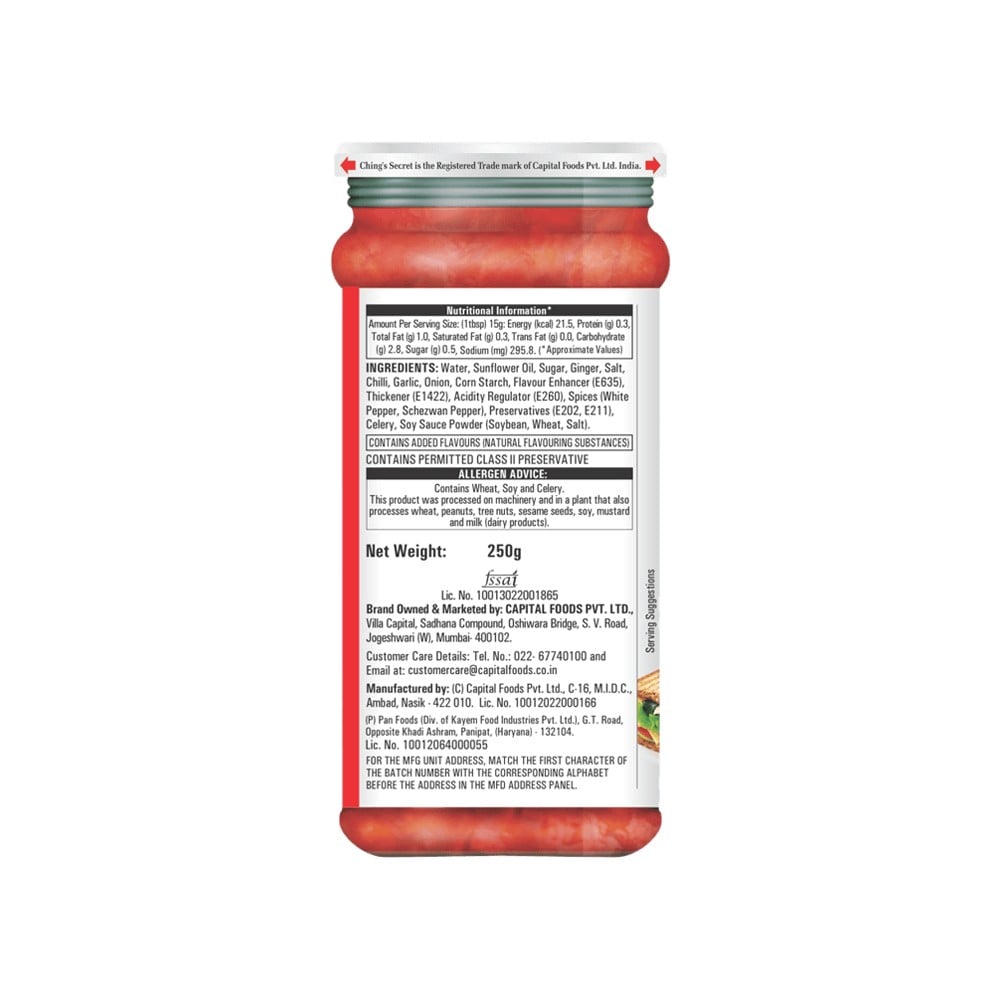 Ching's Secret is the Registered Trade mark of Capital Foods Pvt. Ltd. India.
Nutritional Information*
Amount Per Serving Size: (1tbsp) 15g: Energy (kcal) 21.5, Protein (g) 0.3,
Total Fat (g) 1.0, Saturated Fat (g) 0.3, Trans Fat (g) 0.0, Carbohydrate
(g) 2.8, Sugar (g) 0.5, Sodium (mg) 295.8. (*Approximate Values)
INGREDIENTS: Water, Sunflower Oil, Sugar, Ginger, Salt,
Chilli, Garlic, Onion, Corn Starch, Flavour Enhancer (E635),
Thickener (E1422), Acidity Regulator (E260), Spices (White
Pepper, Schezwan Pepper), Preservatives (E202, E211),
Celery, Soy Sauce Powder (Soybean, Wheat, Salt).
CONTAINS ADDED FLAVOURS (NATURAL FLAVOURING SUBSTANCES)
CONTAINS PERMITTED CLASS II PRESERVATIVE
ALLERGEN ADVICE:
Contains Wheat, Soy and Celery.
This product was processed on machinery and in a plant that also
processes wheat, peanuts, tree nuts, sesame seeds, soy, mustard
and milk (dairy products).
Net Weight: 250g
fssai
Lic. No. 10013022001865
Brand Owned & Marketed by: CAPITAL FOODS PVT. LTD.,
Villa Capital, Sadhana Compound, Oshiwara Bridge, S. V. Road,
Jogeshwari (W), Mumbai- 400102.
Customer Care Details: Tel. No.: 022- 67740100 and
Email at: customercare@capitalfoods.co.in
Manufactured by: (C) Capital Foods Pvt. Ltd., C-16, M.I.D.C.,
Ambad, Nasik - 422 010. Lic. No. 10012022000166
(P) Pan Foods (Div. of Kayem Food Industries Pvt. Ltd.), G.T. Road,
Opposite Khadi Ashram, Panipat, (Haryana) - 132104.
Lic. No. 10012064000055
FOR THE MFG UNIT ADDRESS, MATCH THE FIRST CHARACTER OF
THE BATCH NUMBER WITH THE CORRESPONDING ALPHABET
BEFORE THE ADDRESS IN THE MFD ADDRESS PANEL.
Serving Suggestions